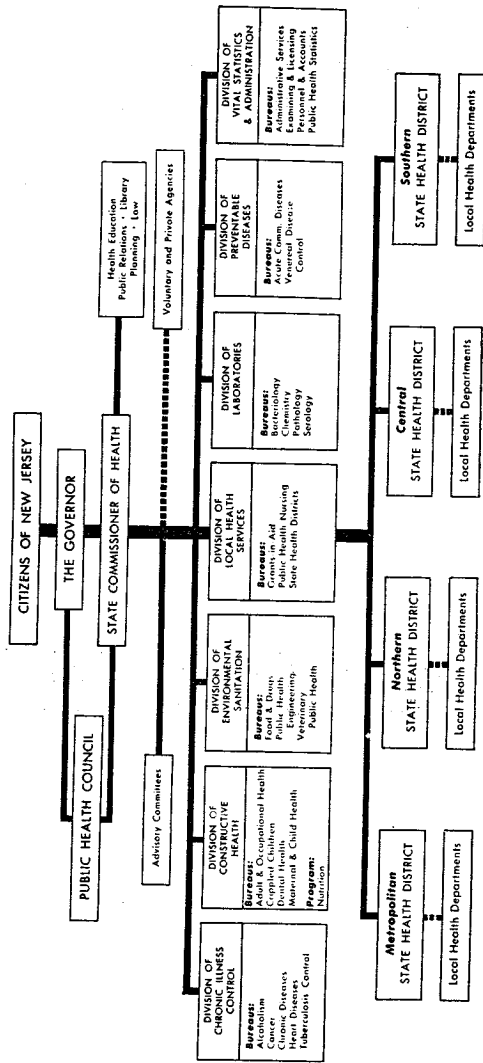 CITIZENS OF NEW JERSEY
THE GOVERNOR
PUBLIC HEALTH COUNCIL
STATE COMMISSIONER OF HEALTH
Health Education
Public Relations · Library
Planning · Law
Advisory Committees
Voluntary and Private Agencies
DIVISION OF
CHRONIC ILLNESS
CONTROL
Bureaus:
Alcoholism
Cancer
Chronic Diseases
Heart Diseases
Tuberculosis Control
DIVISION OF
CONSTRUCTIVE
HEALTH
Bureaus:
Adult & Occupational Health
Crippled Children
Dental Health
Maternal & Child Health
Program:
Nutrition
DIVISION OF
ENVIRONMENTAL
SANITATION
Bureaus:
Food & Drugs
Public Health
Engineering
Veterinary
Public Health
DIVISION OF
LOCAL HEALTH
SERVICES
Bureaus:
Grants in Aid
Public Health Nursing
State Health Districts
DIVISION OF
LABORATORIES
Bureaus:
Bacteriology
Chemistry
Pathology
Serology
DIVISION OF
PREVENTABLE
DISEASES
Bureaus:
Acute Comm. Diseases
Venereal Disease
Control
DIVISION OF
VITAL STATISTICS
& ADMINISTRATION
Bureaus:
Administrative Services
Examining & Licensing
Personnel & Accounts
Public Health Statistics
Metropolitan
STATE HEALTH DISTRICT
Local Health Departments
Northern
STATE HEALTH DISTRICT
Local Health Departments
Central
STATE HEALTH DISTRICT
Local Health Departments
Southern
STATE HEALTH DISTRICT
Local Health Departments